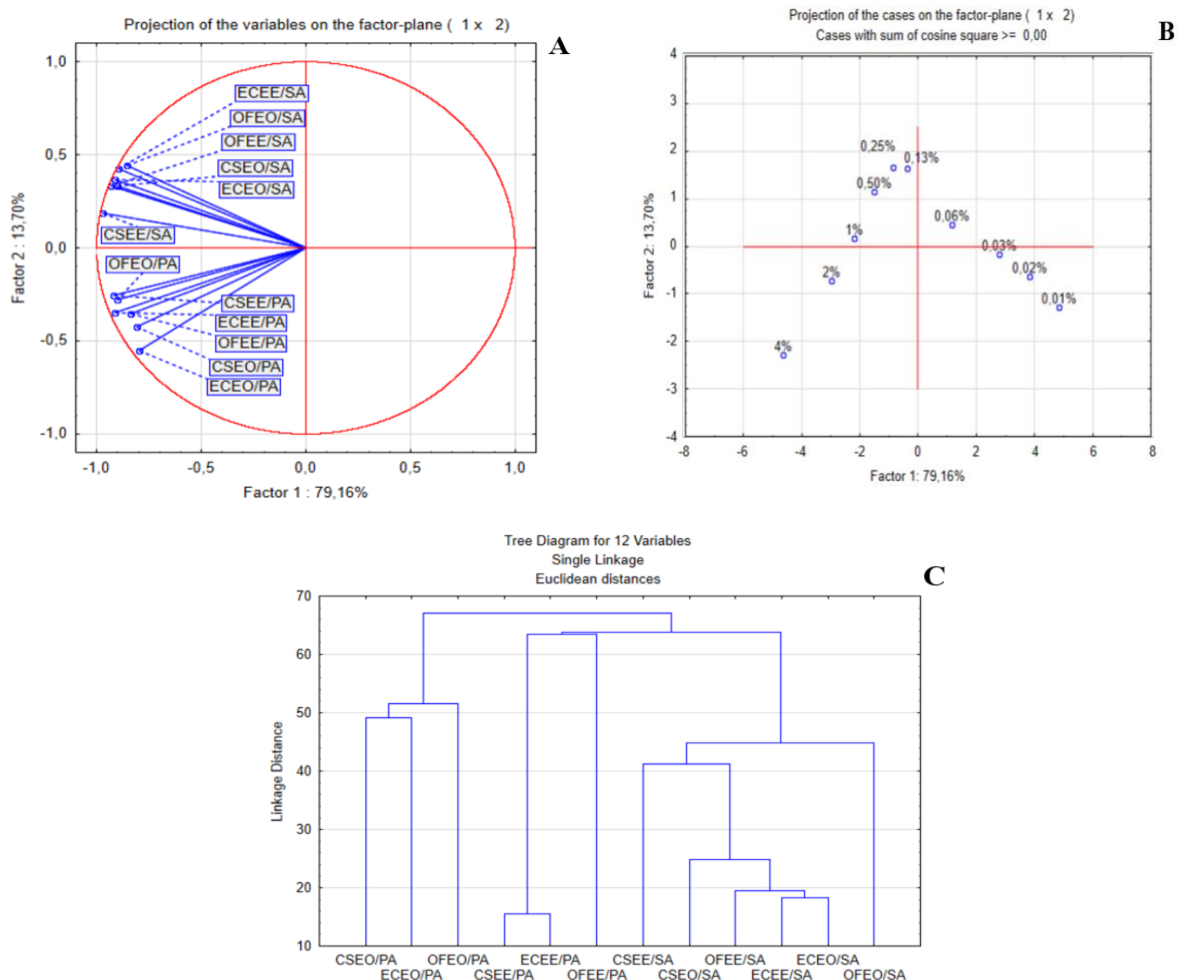 Projection of the variables on the factor-plane ( 1 x 2)
A
1,0
0,5
0,0
-0,5
-1,0
Factor 2 : 13,70%
ECEE/SA
OFEO/SA
OFEE/SA
CSEO/SA
ECEO/SA
CSEE/SA
OFEO/PA
CSEE/PA
ECEE/PA
OFEE/PA
CSEO/PA
ECEO/PA
-1,0 -0,5 0,0 0,5 1,0
Factor 1 : 79,16%
Projection of the cases on the factor-plane ( 1 x 2)
Cases with sum of cosine square >= 0,00
B
4
3
2
1
0
-1
-2
-3
-4
Factor 2: 13,70%
0,25%
0,13%
0,50%
0,06%
1%
0,03%
2%
0,02%
0,01%
4%
-8 -6 -4 -2 0 2 4 6 8
Factor 1: 79,16%
Tree Diagram for 12 Variables
Single Linkage
Euclidean distances
C
70
60
50
40
30
20
10
Linkage Distance
CSEO/PA OFEO/PA ECEE/PA CSEE/SA OFEE/SA ECEO/SA
ECEO/PA CSEE/PA OFEE/PA CSEO/SA ECEE/SA OFEO/SA